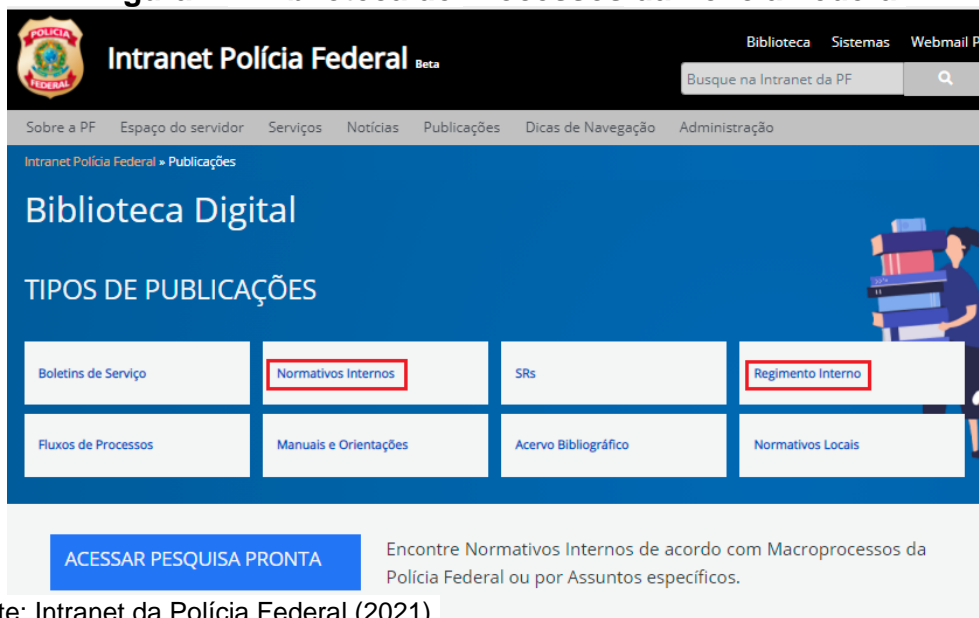 POLÍCIA
FEDERAL
Intranet Polícia Federal Beta
Biblioteca Sistemas Webmail P
Busque na Intranet da PF
Sobre a PF Espaço do servidor Serviços Notícias Publicações Dicas de Navegação Administração
Intranet Polícia Federal » Publicações
Biblioteca Digital
TIPOS DE PUBLICAÇÕES
Boletins de Serviço Normativos Internos SRs Regimento Interno
Fluxos de Processos Manuais e Orientações Acervo Bibliográfico Normativos Locais
ACESSAR PESQUISA PRONTA
Encontre Normativos Internos de acordo com Macroprocessos da
Polícia Federal ou por Assuntos específicos.
te: Intranet da Polícia Federal (2021)